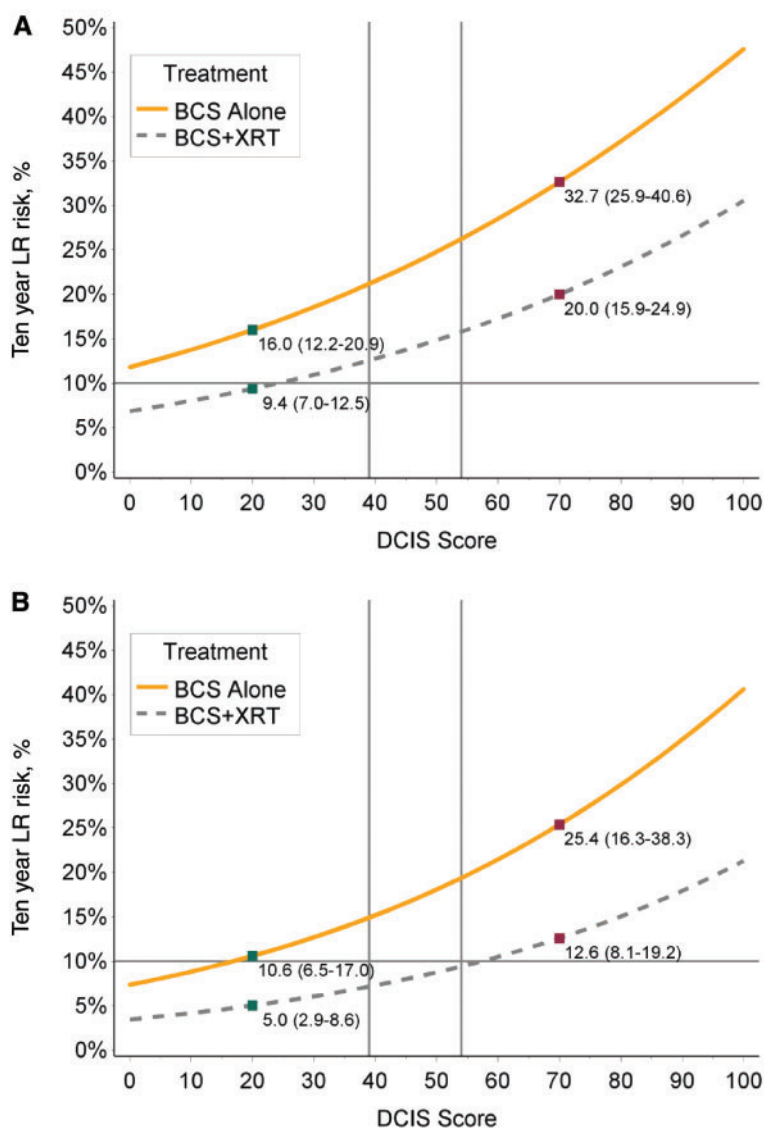 A
50%
45%
40%
35%
30%
25%
20%
15%
10%
5%
0%
Ten year LR risk, %
Treatment
BCS Alone
BCS+XRT
32.7 (25.9-40.6)
20.0 (15.9-24.9)
16.0 (12.2-20.9)
9.4 (7.0-12.5)
0 10 20 30 40 50 60 70 80 90 100
DCIS Score
B
50%
45%
40%
35%
30%
25%
20%
15%
10%
5%
0%
Ten year LR risk, %
Treatment
BCS Alone
BCS+XRT
25.4 (16.3-38.3)
12.6 (8.1-19.2)
10.6 (6.5-17.0)
5.0 (2.9-8.6)
0 10 20 30 40 50 60 70 80 90 100
DCIS Score